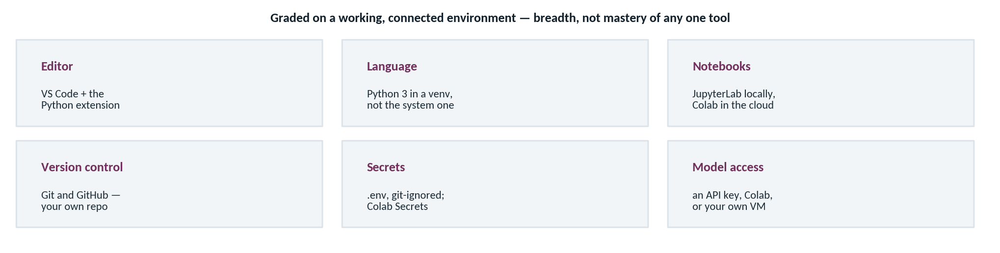 Graded on a working, connected environment — breadth, not mastery of any one tool
Editor
VS Code + the
Python extension
Language
Python 3 in a venv,
not the system one
Notebooks
JupyterLab locally,
Colab in the cloud
Version control
Git and GitHub —
your own repo
Secrets
.env, git-ignored;
Colab Secrets
Model access
an API key, Colab,
or your own VM